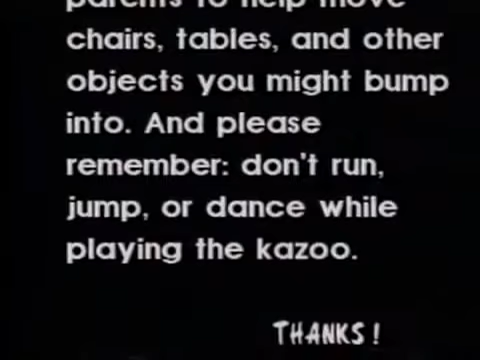 parents to help move
chairs, tables, and other
objects you might bump
into. And please
remember: don't run,
jump, or dance while
playing the kazoo.
THANKS!